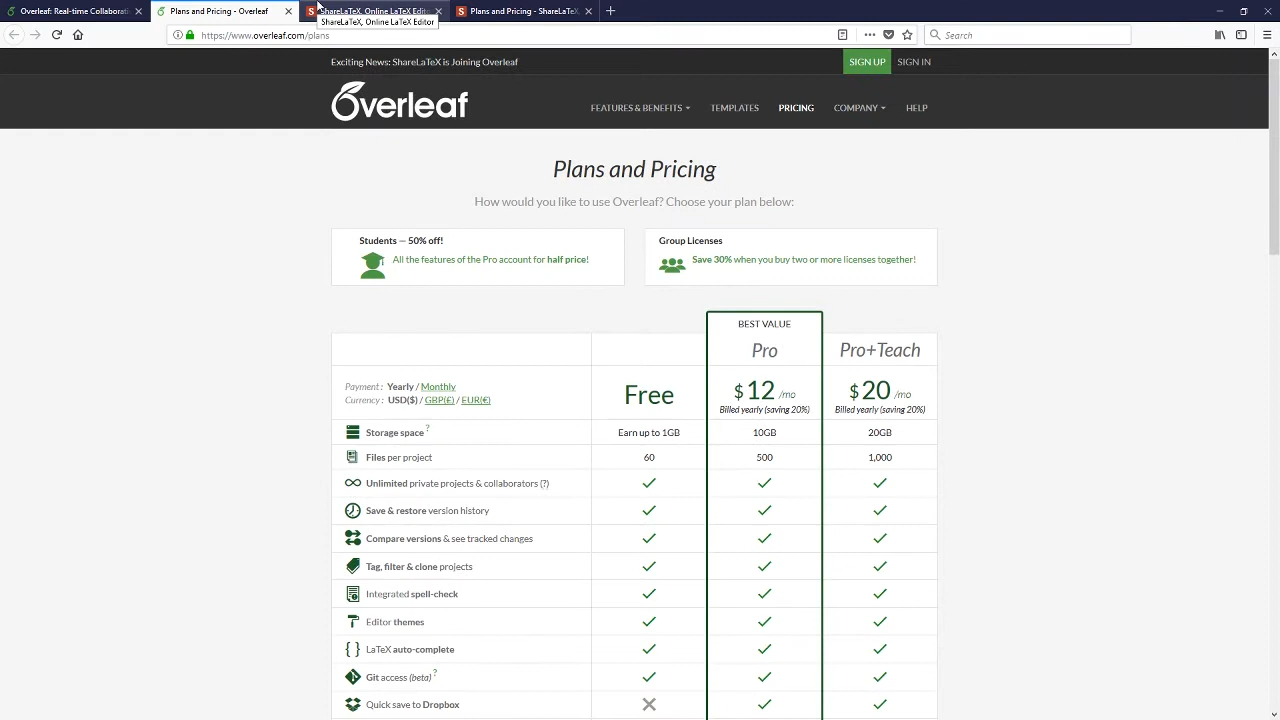 Overleaf: Real-time Collaborati
Plans and Pricing - Overleaf
ShareLaTeX, Online LaTeX Edito
Plans and Pricing - ShareLaTeX,
ShareLaTeX, Online LaTeX Editor
https://www.overleaf.com/plans
Search
Exciting News: ShareLaTeX is Joining Overleaf
SIGN UP
SIGN IN
Overleaf
FEATURES & BENEFITS
TEMPLATES
PRICING
COMPANY
HELP
Plans and Pricing
How would you like to use Overleaf? Choose your plan below:
Students — 50% off!
All the features of the Pro account for half price!
Group Licenses
Save 30% when you buy two or more licenses together!
BEST VALUE
Pro
Pro+Teach
Payment: Yearly / Monthly
Currency: USD($) / GBP(£) / EUR(€)
Free
$12 /mo
Billed yearly (saving 20%)
$20 /mo
Billed yearly (saving 20%)
Storage space ? Earn up to 1GB 10GB 20GB
Files per project 60 500 1,000
Unlimited private projects & collaborators (?)
Save & restore version history
Compare versions & see tracked changes
Tag, filter & clone projects
Integrated spell-check
Editor themes
LaTeX auto-complete
Git access (beta) ?
Quick save to Dropbox